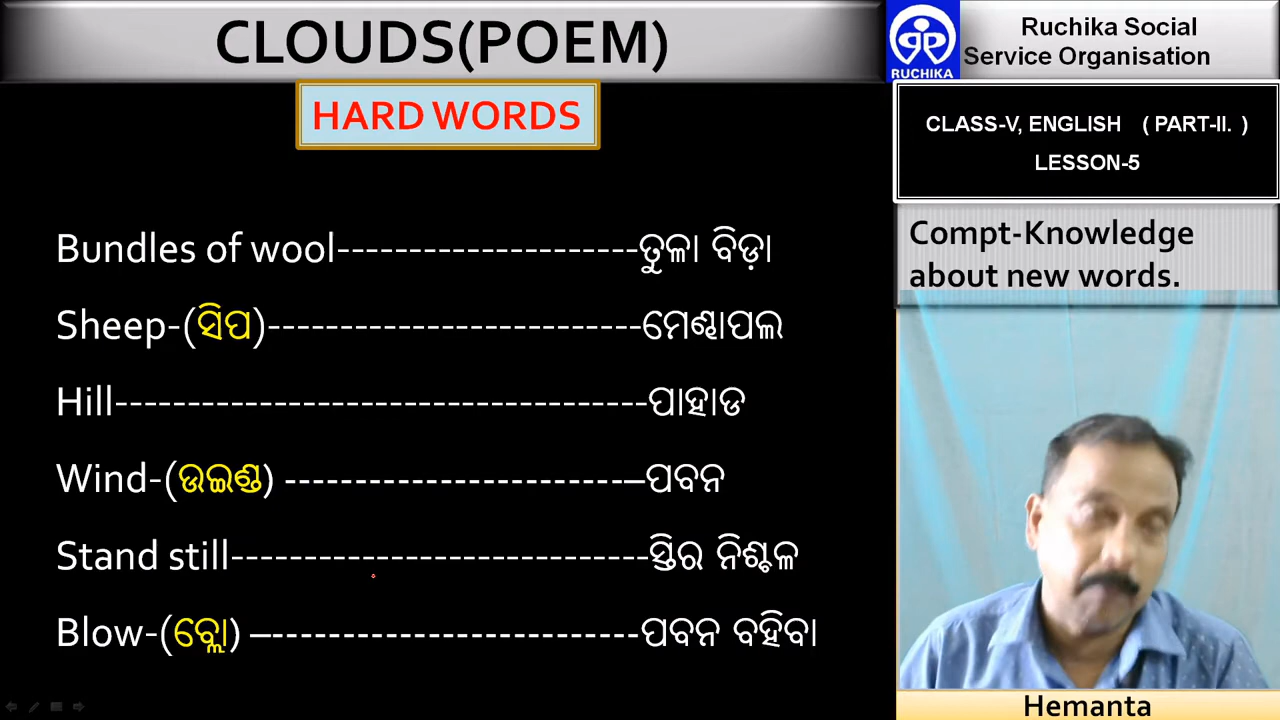 CLOUDS(POEM)
HARD WORDS
Bundles of wool---------------------ତୁଳା ବିଡ଼ା
Sheep-(ସିପ)--------------------------ମେଣ୍ଢାପଲ
Hill-------------------------------------ପାହାଡ
Wind-(ଉଇଣ୍ଡ) ------------------------–ପବନ
Stand still-----------------------------ସ୍ତିର ନିଶ୍ଚଳ
Blow-(ବ୍ଲୋ) –--------------------------ପବନ ବହିବା
RUCHIKA
Ruchika Social
Service Organisation
CLASS-V, ENGLISH ( PART-II. )
LESSON-5
Compt-Knowledge
about new words.
Hemanta